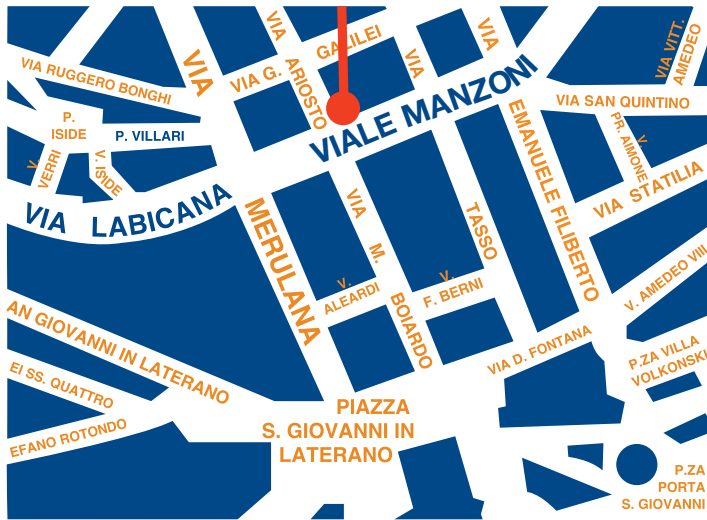 VIA
VIA
VIA VITT.
AMEDEO
VIA RUGGERO BONGHI
VIA
VIA G.
GALILEI
ARIOSTO
VIA
VIALE MANZONI
VIA SAN QUINTINO
P.
ISIDE
P. VILLARI
V.
VERRI
V. ISIDE
EMANUELE FILIBERTO
V.
PR. AIMONE
VIA STATILIA
VIA LABICANA
MERULANA
VIA M.
BOIARDO
TASSO
V.
ALEARDI
V.
F. BERNI
V. AMEDEO VIII
AN GIOVANNI IN LATERANO
VIA D. FONTANA
P.ZA VILLA
VOLKONSKI
EI SS. QUATTRO
EFANO ROTONDO
PIAZZA
S. GIOVANNI IN
LATERANO
P.ZA
PORTA
S. GIOVANNI